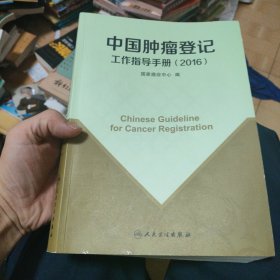 中国肿瘤登记
工作指导手册（2016）
国家癌症中心 编
Chinese Guideline
for Cancer Registration
人民卫生出版社